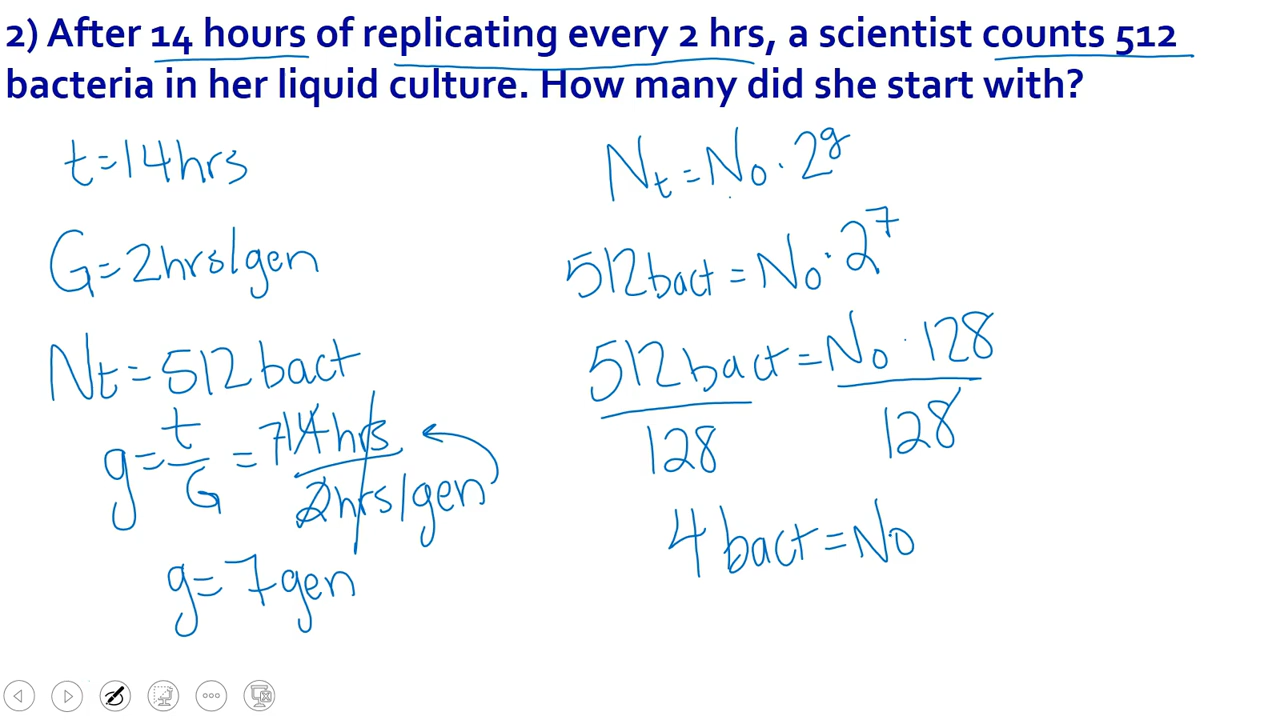 2) After 14 hours of replicating every 2 hrs, a scientist counts 512
bacteria in her liquid culture. How many did she start with?
t=14hrs
G=2hrs/gen
Nt=512bact
g=t/G=7 14hrs/2hrs/gen
g=7gen
Nt=No·2^g
512bact=No·2^7
512bact=No·128
128 128
4bact=No